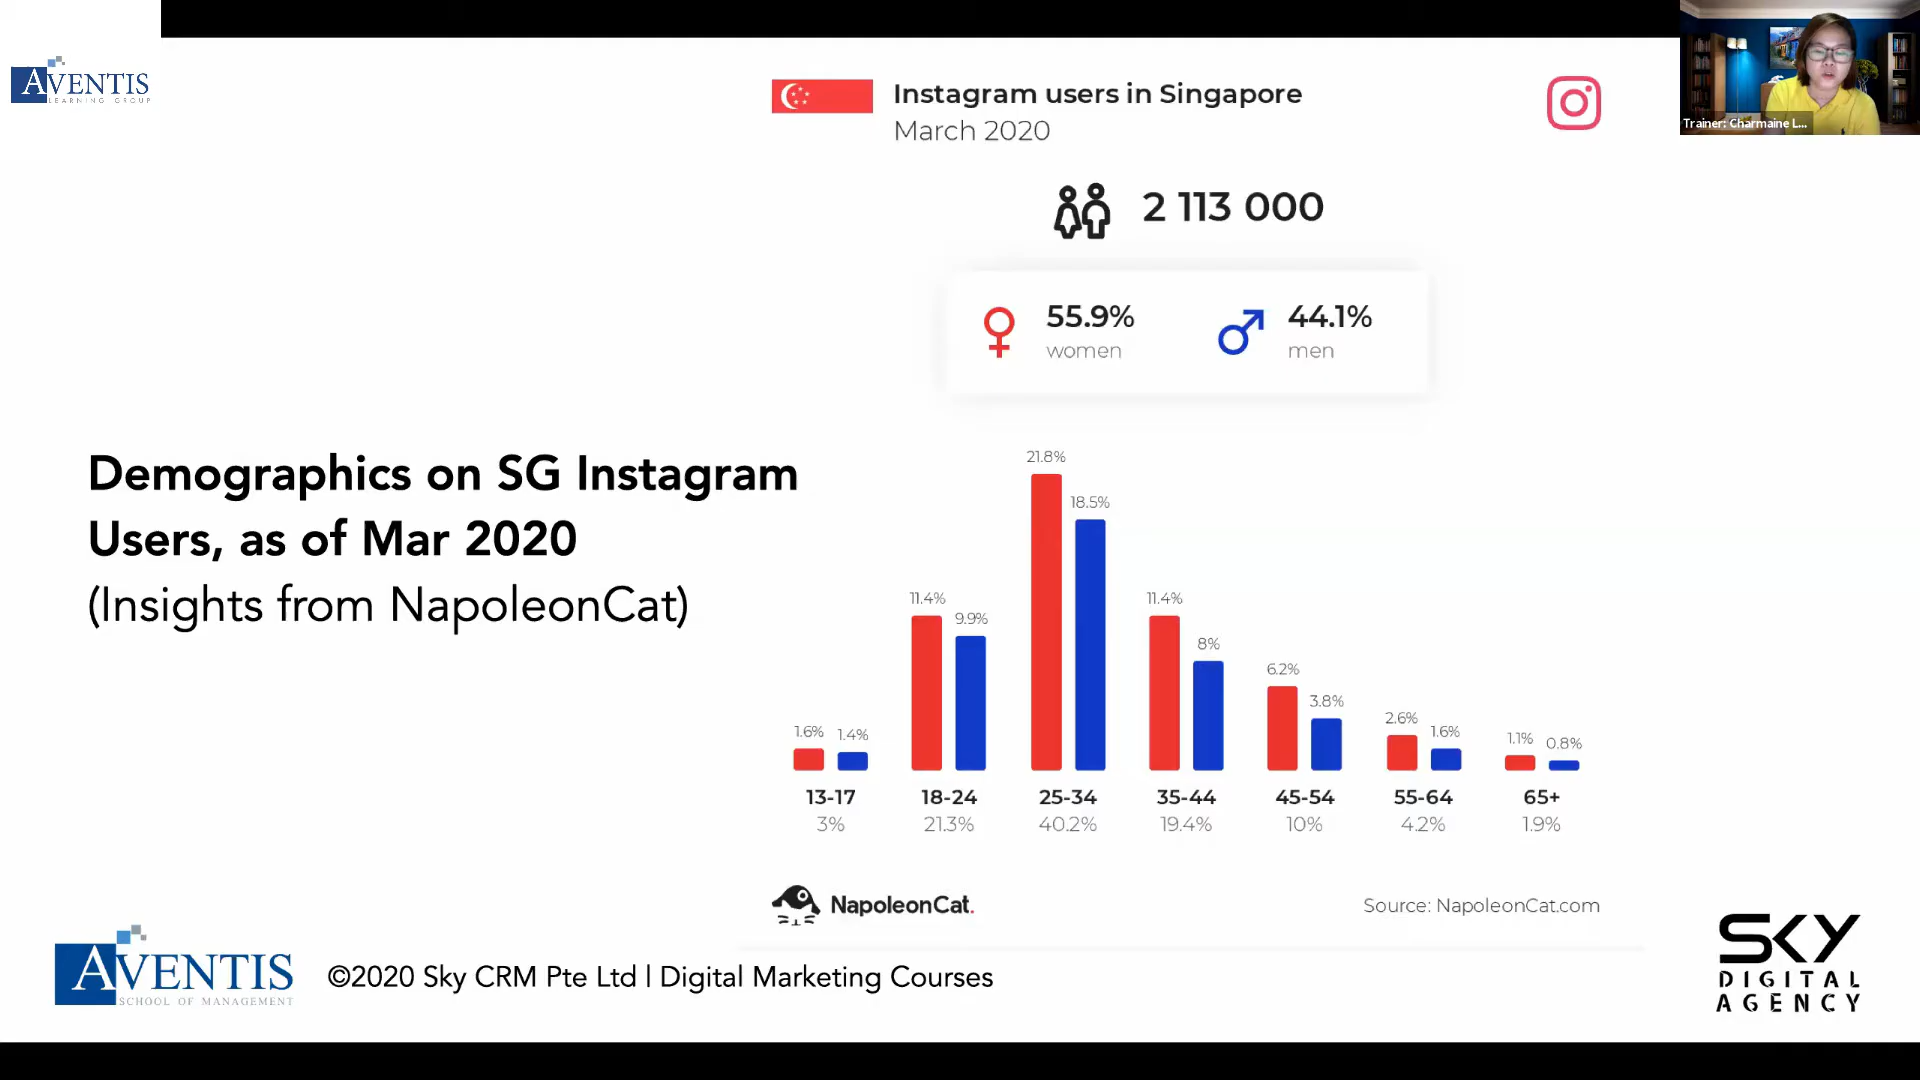 AVENTIS
LEARNING GROUP
Instagram users in Singapore
March 2020
Trainer: Charmaine L...
2 113 000
55.9%
women
44.1%
men
Demographics on SG Instagram
Users, as of Mar 2020
(Insights from NapoleonCat)
21.8%
18.5%
11.4%
9.9%
11.4%
8%
6.2%
3.8%
2.6%
1.6%
1.6%
1.4%
1.1%
0.8%
13-17
18-24
25-34
35-44
45-54
55-64
65+
3%
21.3%
40.2%
19.4%
10%
4.2%
1.9%
NapoleonCat.
Source: NapoleonCat.com
AVENTIS
SCHOOL OF MANAGEMENT
©2020 Sky CRM Pte Ltd | Digital Marketing Courses
SKY
DIGITAL
AGENCY